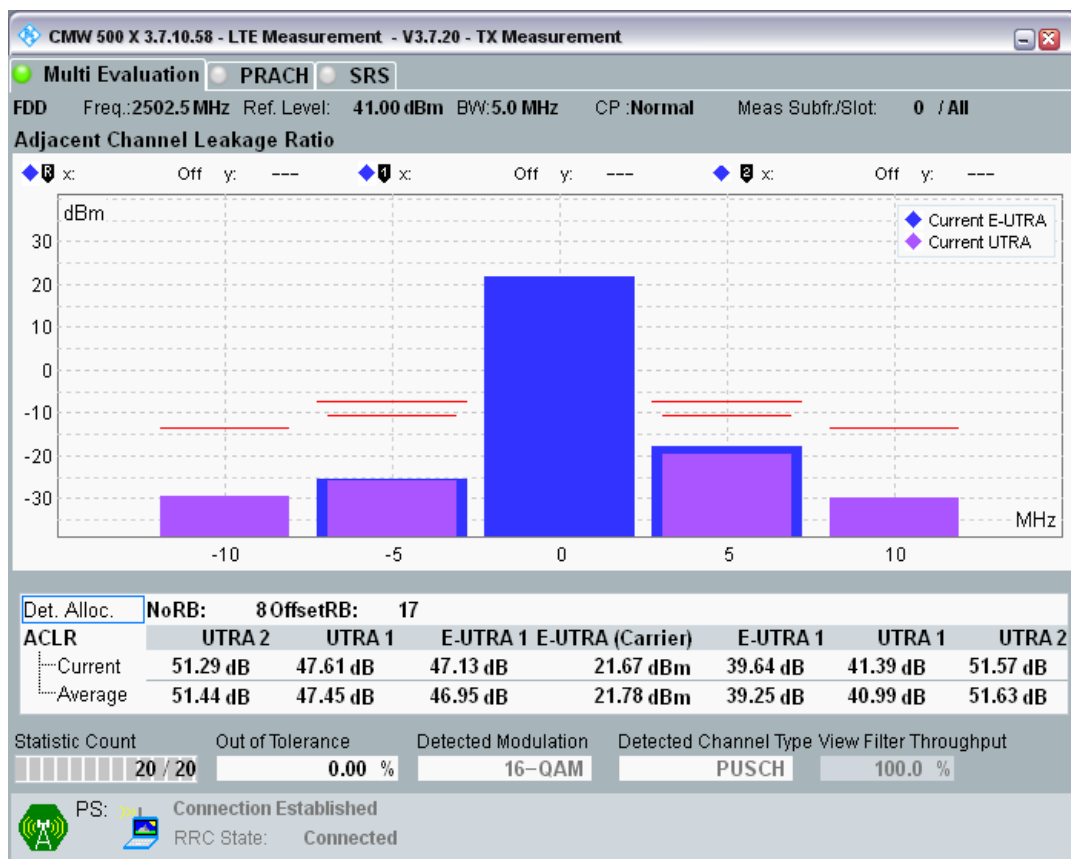 CMW 500 X 3.7.10.58 - LTE Measurement - V3.7.20 - TX Measurement
Multi Evaluation PRACH SRS
FDD Freq.:2502.5 MHz Ref. Level: 41.00 dBm BW:5.0 MHz CP :Normal Meas Subfr./Slot: 0 / All
Adjacent Channel Leakage Ratio
R x: Off y: --- 1 x: Off y: --- 2 x: Off y: ---
dBm
Current E-UTRA
Current UTRA
30
20
10
0
-10
-20
-30
MHz
-10 -5 0 5 10
Det. Alloc. NoRB: 8 OffsetRB: 17
ACLR UTRA 2 UTRA 1 E-UTRA 1 E-UTRA (Carrier) E-UTRA 1 UTRA 1 UTRA 2
Current 51.29 dB 47.61 dB 47.13 dB 21.67 dBm 39.64 dB 41.39 dB 51.57 dB
Average 51.44 dB 47.45 dB 46.95 dB 21.78 dBm 39.25 dB 40.99 dB 51.63 dB
Statistic Count Out of Tolerance Detected Modulation Detected Channel Type View Filter Throughput
20 / 20 0.00 % 16-QAM PUSCH 100.0 %
PS: Connection Established
RRC State: Connected